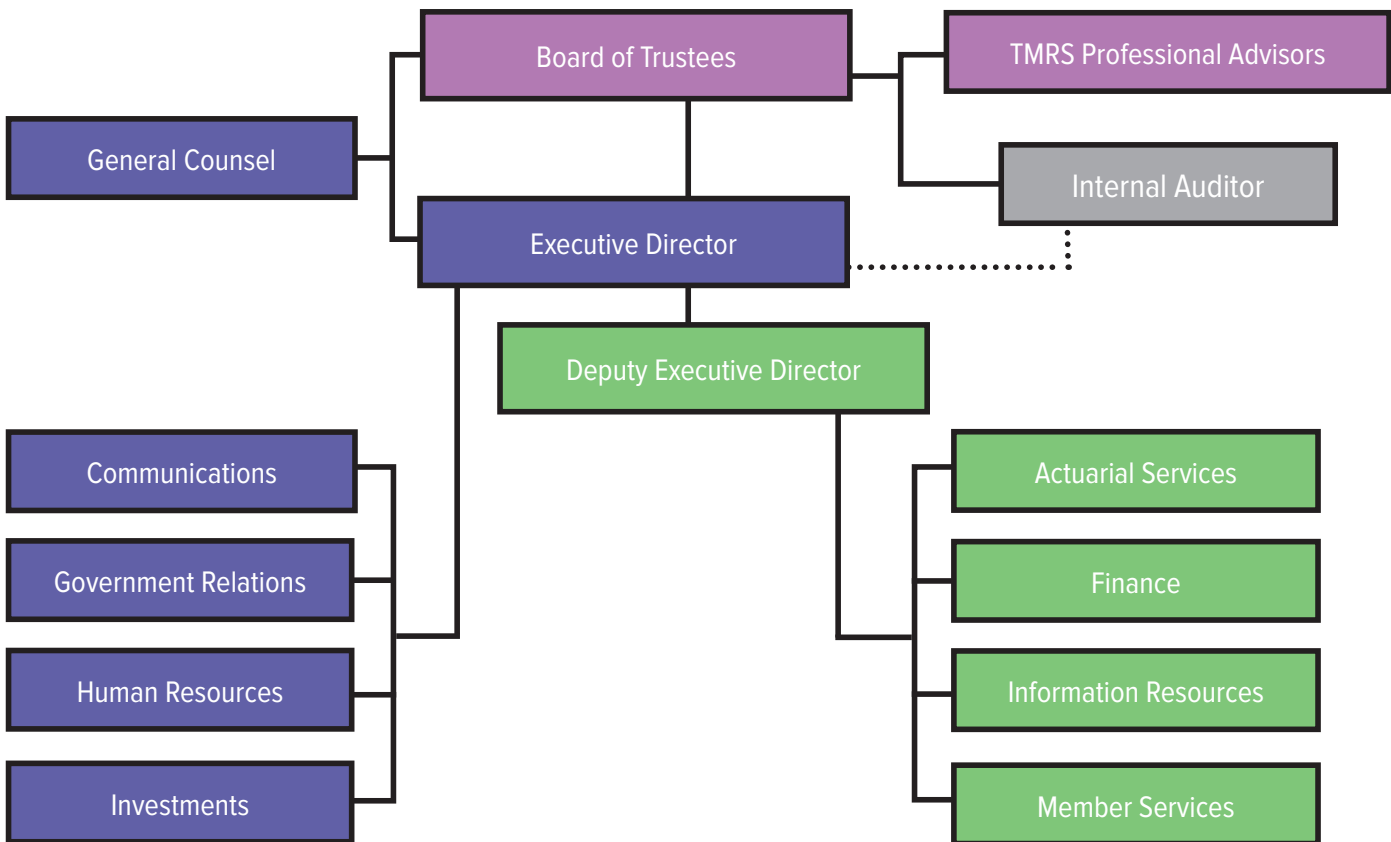 Board of Trustees
TMRS Professional Advisors
General Counsel
Internal Auditor
Executive Director
Deputy Executive Director
Communications
Actuarial Services
Government Relations
Finance
Human Resources
Information Resources
Investments
Member Services